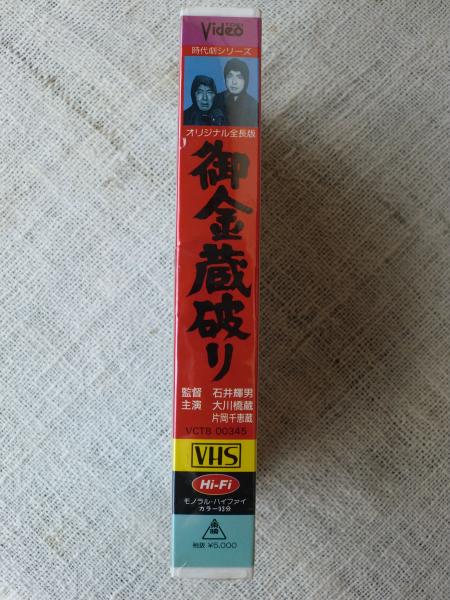 TOEI
Video
時代劇シリーズ
オリジナル全長版
御金蔵破り
監督 石井輝男
主演 大川橋蔵
片岡千恵蔵
VCTB 00345
VHS
Hi-Fi
モノラル・ハイファイ
カラー93分
東映
税抜 ¥5,000